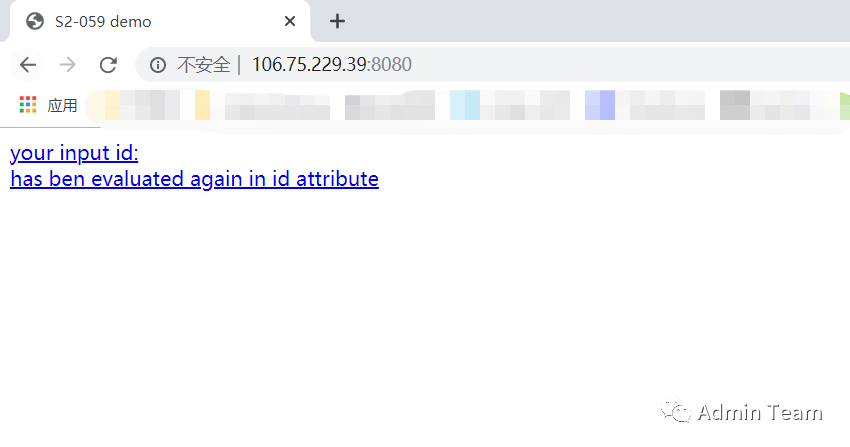 S2-059 demo
不安全 | 106.75.229.39:8080
应用
your input id:
has ben evaluated again in id attribute
Admin Team